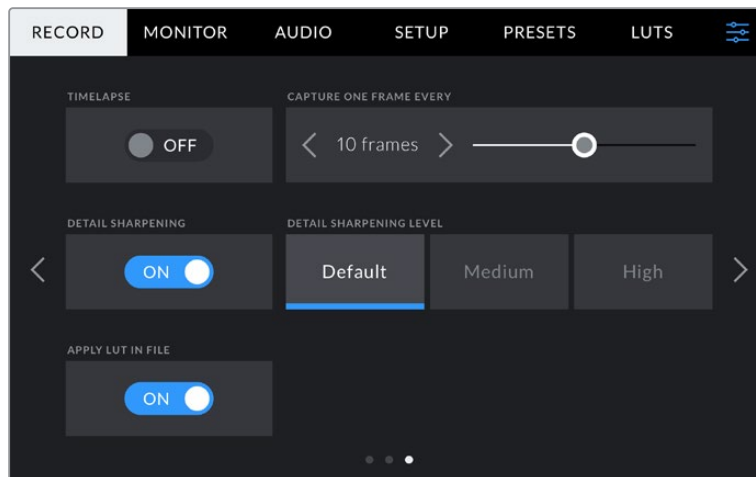 RECORD MONITOR AUDIO SETUP PRESETS LUTS
TIMELAPSE CAPTURE ONE FRAME EVERY
OFF 10 frames
DETAIL SHARPENING DETAIL SHARPENING LEVEL
ON Default Medium High
APPLY LUT IN FILE
ON